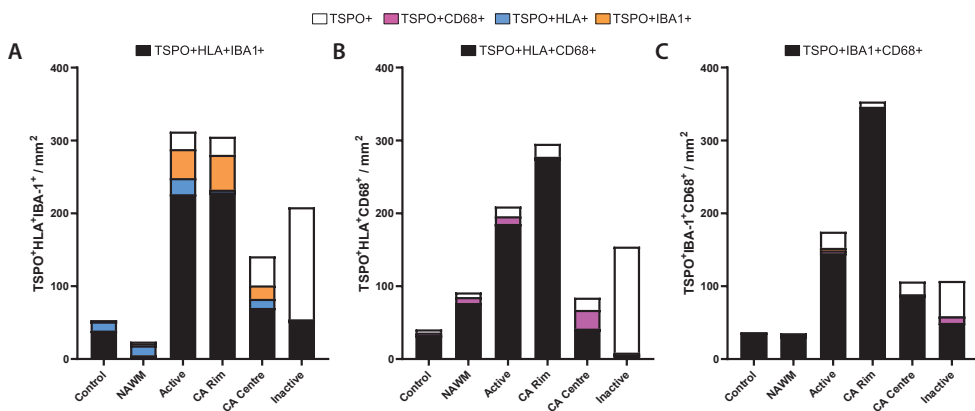 TSPO+ TSPO+CD68+ TSPO+HLA+ TSPO+IBA1+
A TSPO+HLA+IBA1+
TSPO⁺HLA⁺IBA-1⁺ / mm²
400
300
200
100
0
Control NAWM Active CA Rim CA Centre Inactive
B TSPO+HLA+CD68+
TSPO⁺HLA⁺CD68⁺ / mm²
400
300
200
100
0
Control NAWM Active CA Rim CA Centre Inactive
C TSPO+IBA1+CD68+
TSPO⁺IBA-1⁺CD68⁺ / mm²
400
300
200
100
0
Control NAWM Active CA Rim CA Centre Inactive